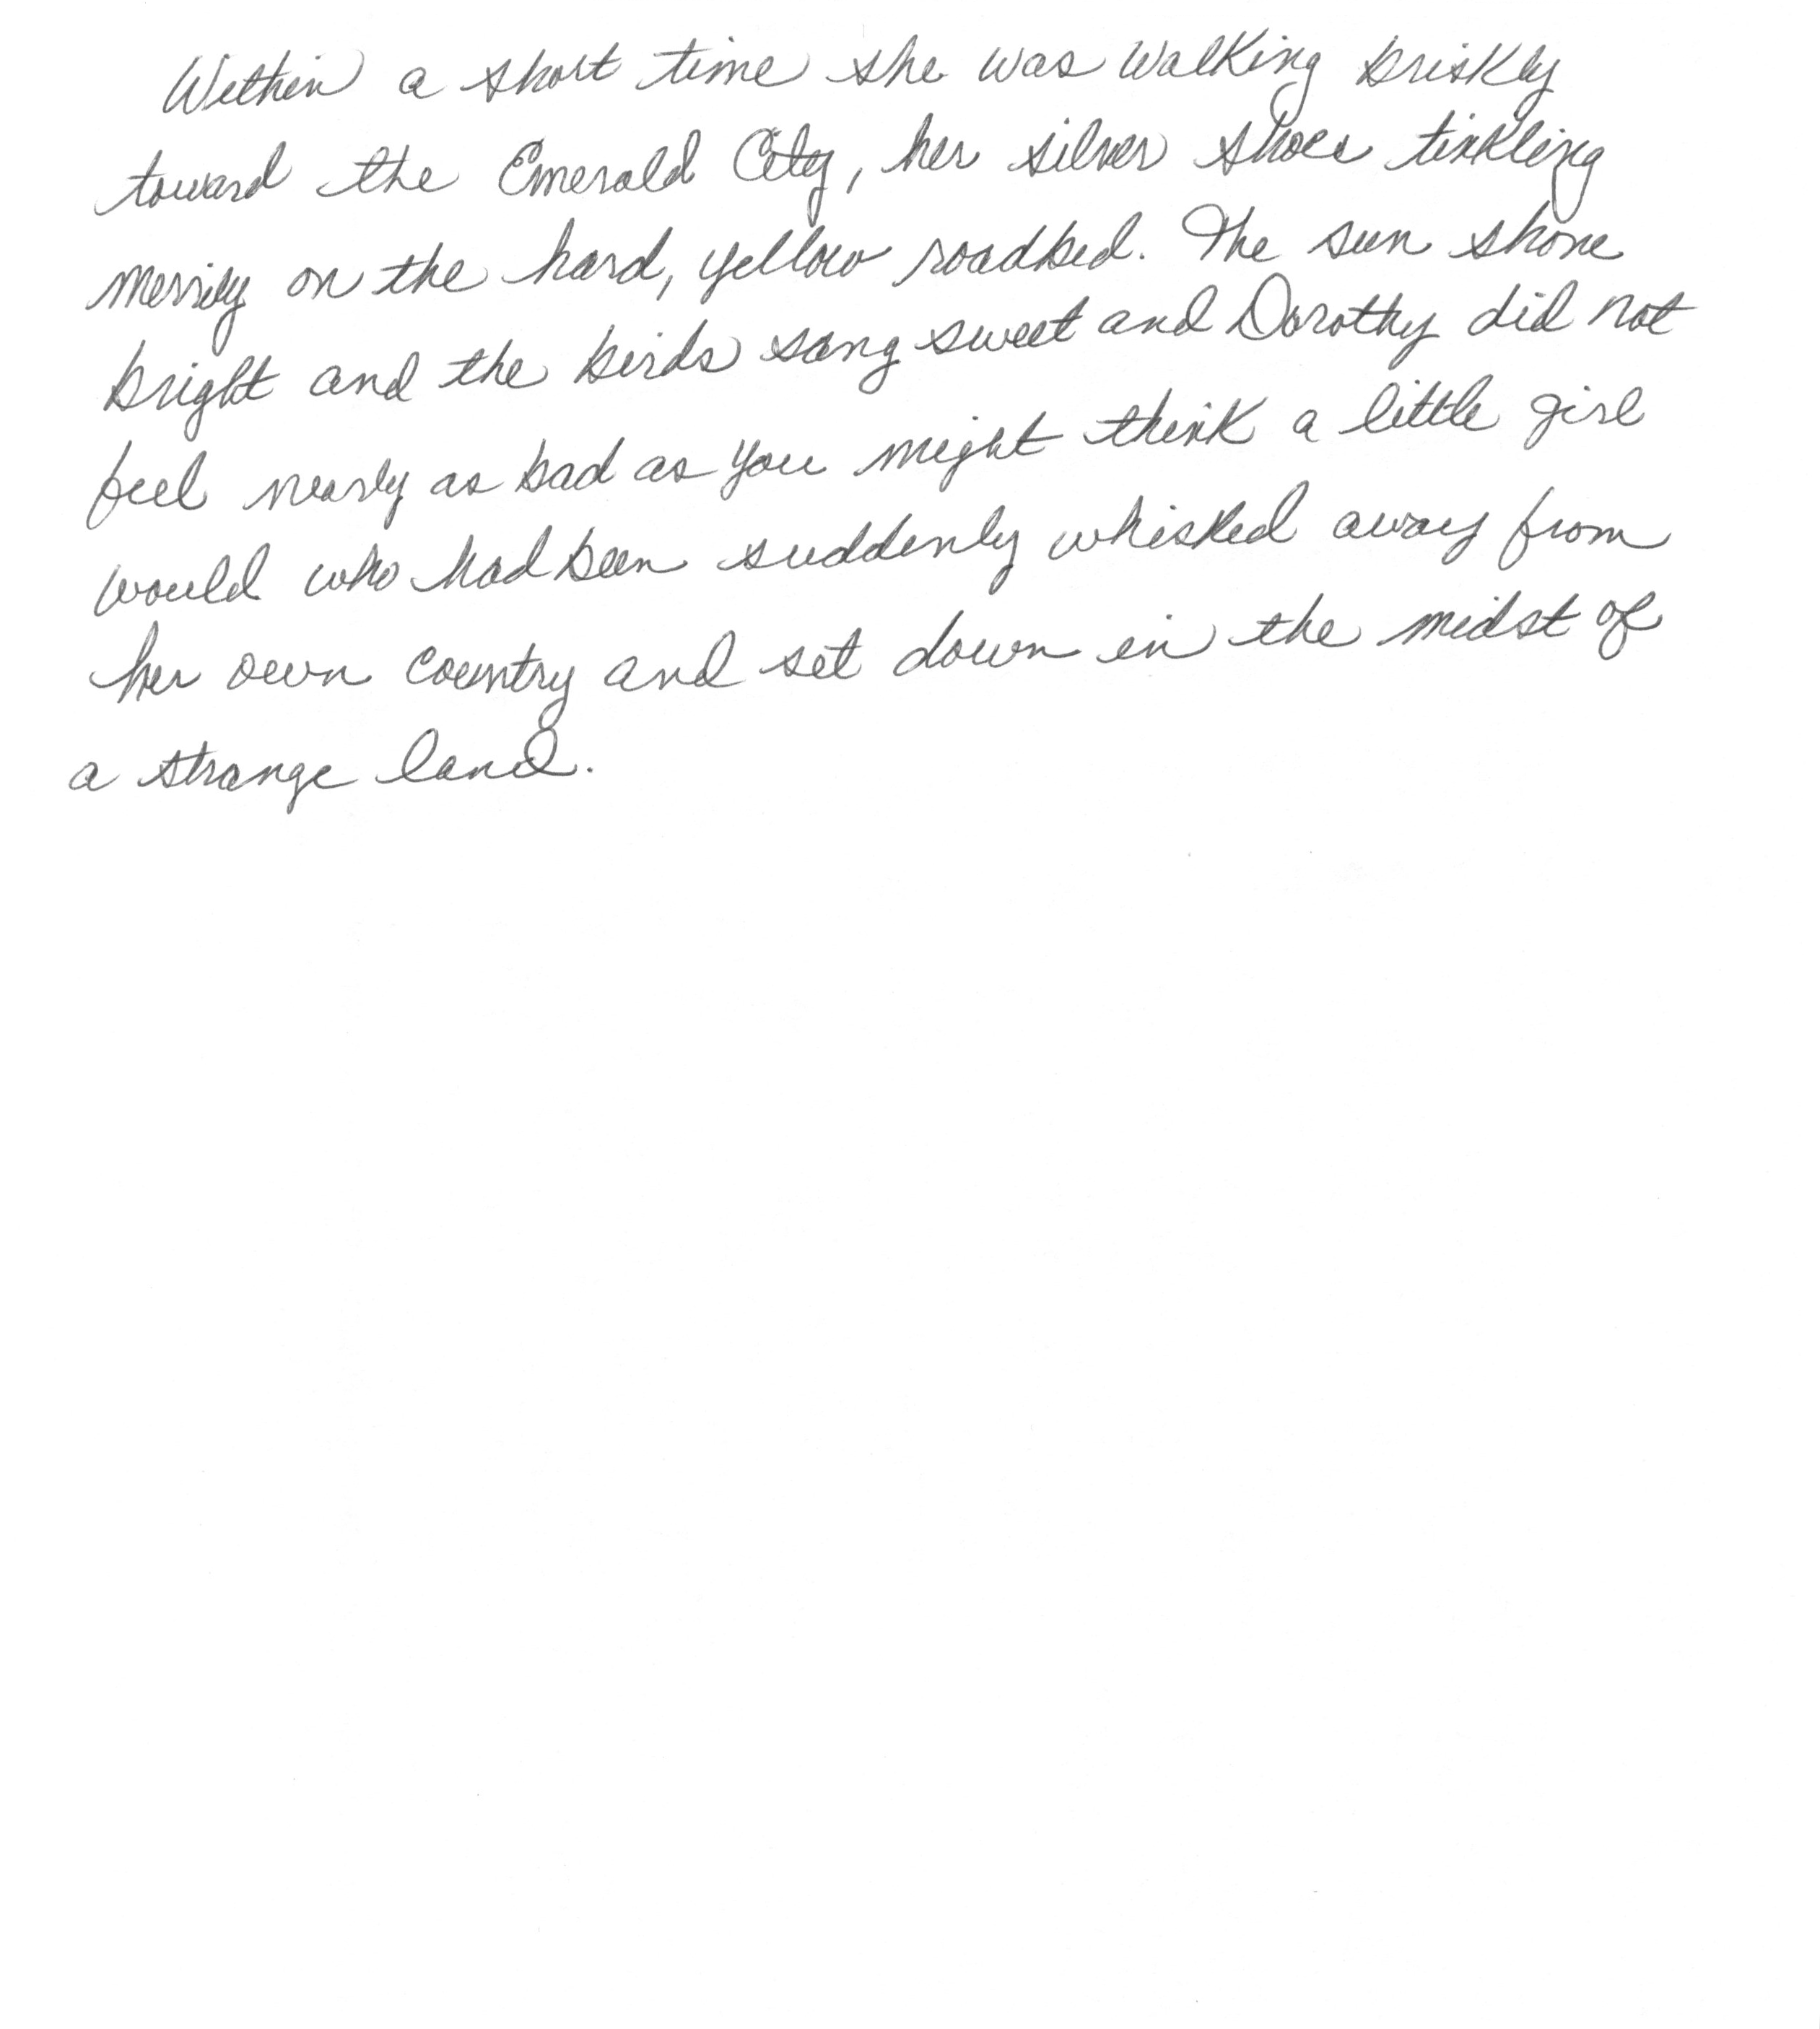 Within a short time she was walking briskly
toward the Emerald City, her silver shoes tinkling
merrily on the hard, yellow roadbed. The sun shone
bright and the birds sang sweet and Dorothy did not
feel nearly as bad as you might think a little girl
would who had been suddenly whisked away from
her own country and set down in the midst of
a strange land.